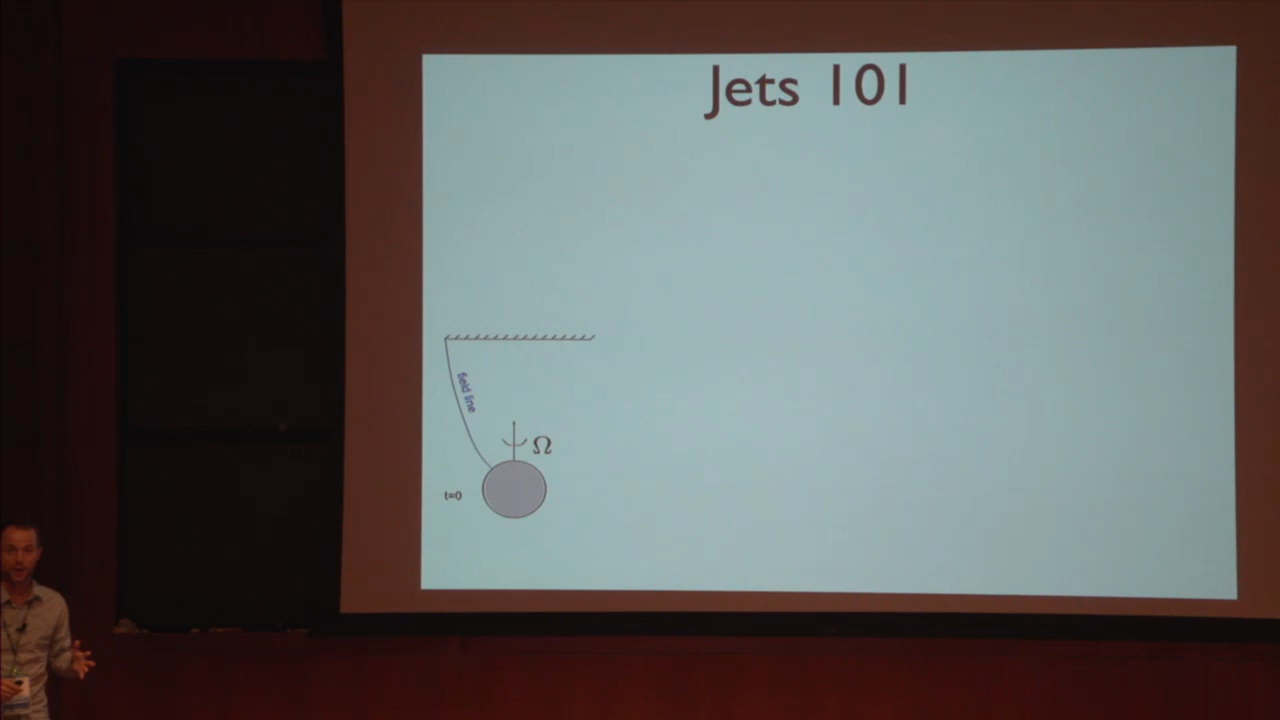 Jets 101
field line
Ω
t=0